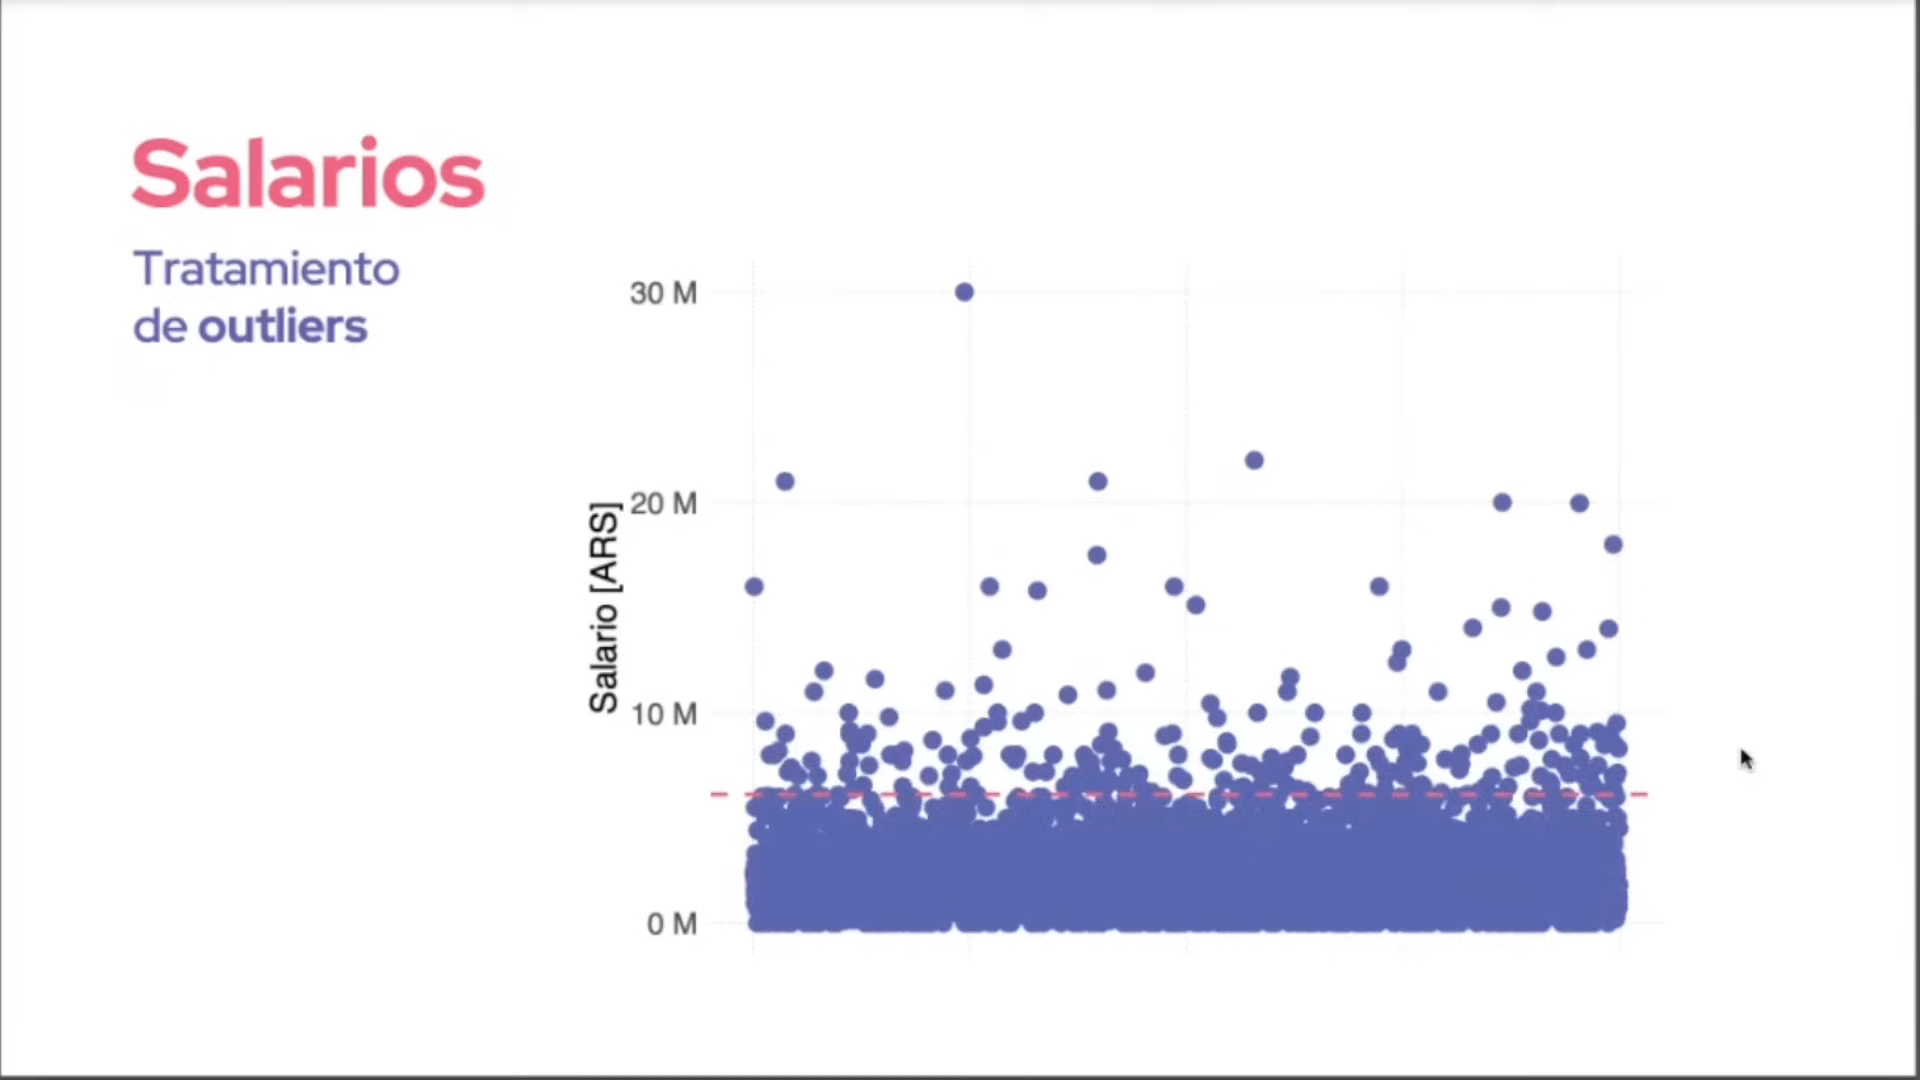 Salarios
Tratamiento
de outliers
30 M
20 M
10 M
0 M
Salario [ARS]